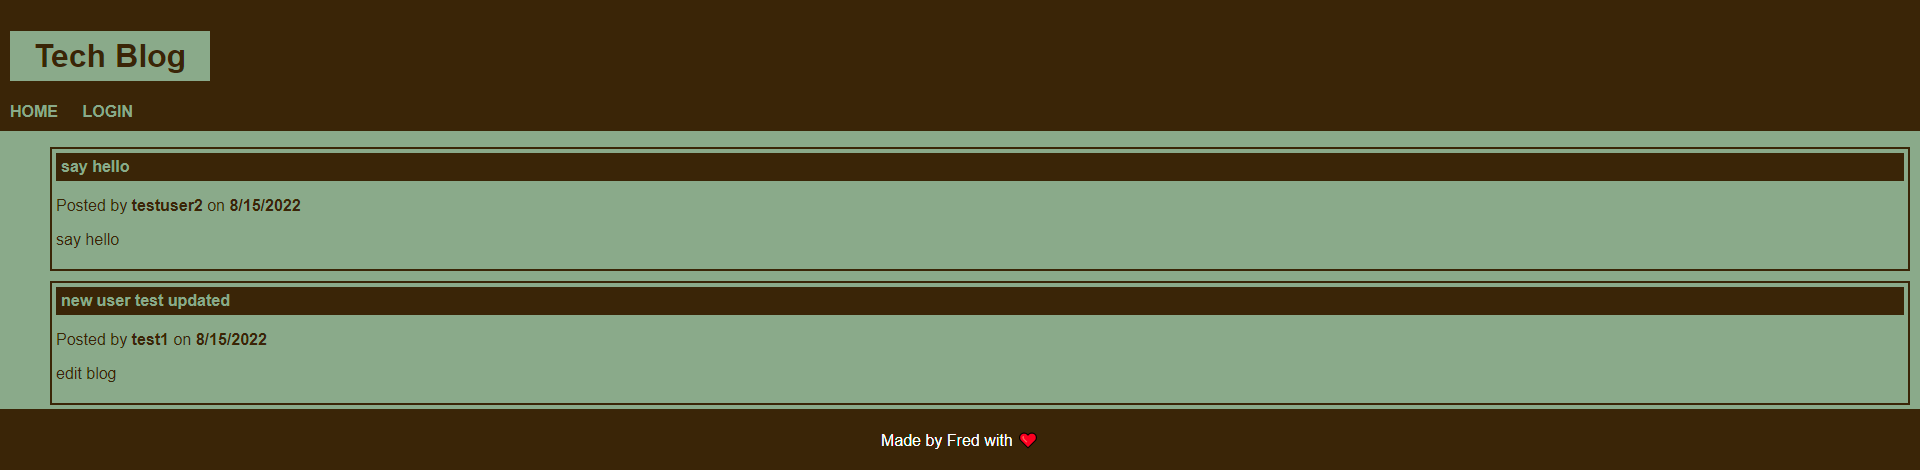 Tech Blog
HOME LOGIN
say hello
Posted by testuser2 on 8/15/2022
say hello
new user test updated
Posted by test1 on 8/15/2022
edit blog
Made by Fred with ❤